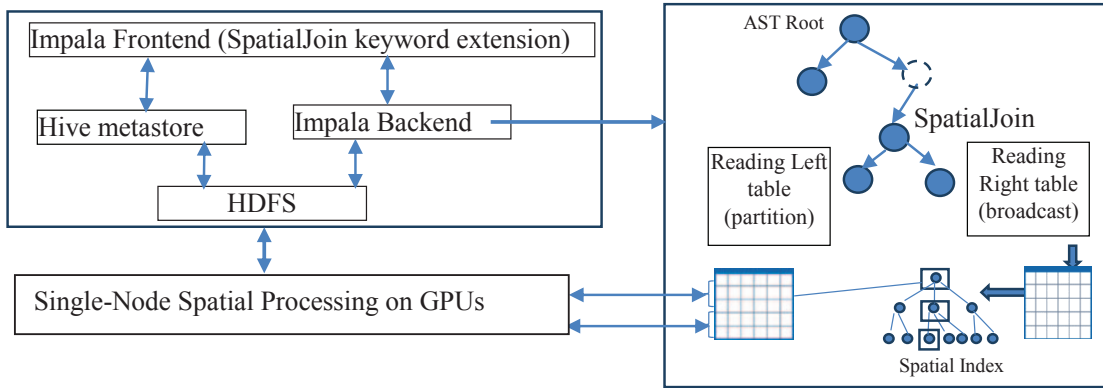 Impala Frontend (SpatialJoin keyword extension)
Hive metastore
Impala Backend
HDFS
Single-Node Spatial Processing on GPUs
AST Root
SpatialJoin
Reading Left
table
(partition)
Reading
Right table
(broadcast)
Spatial Index